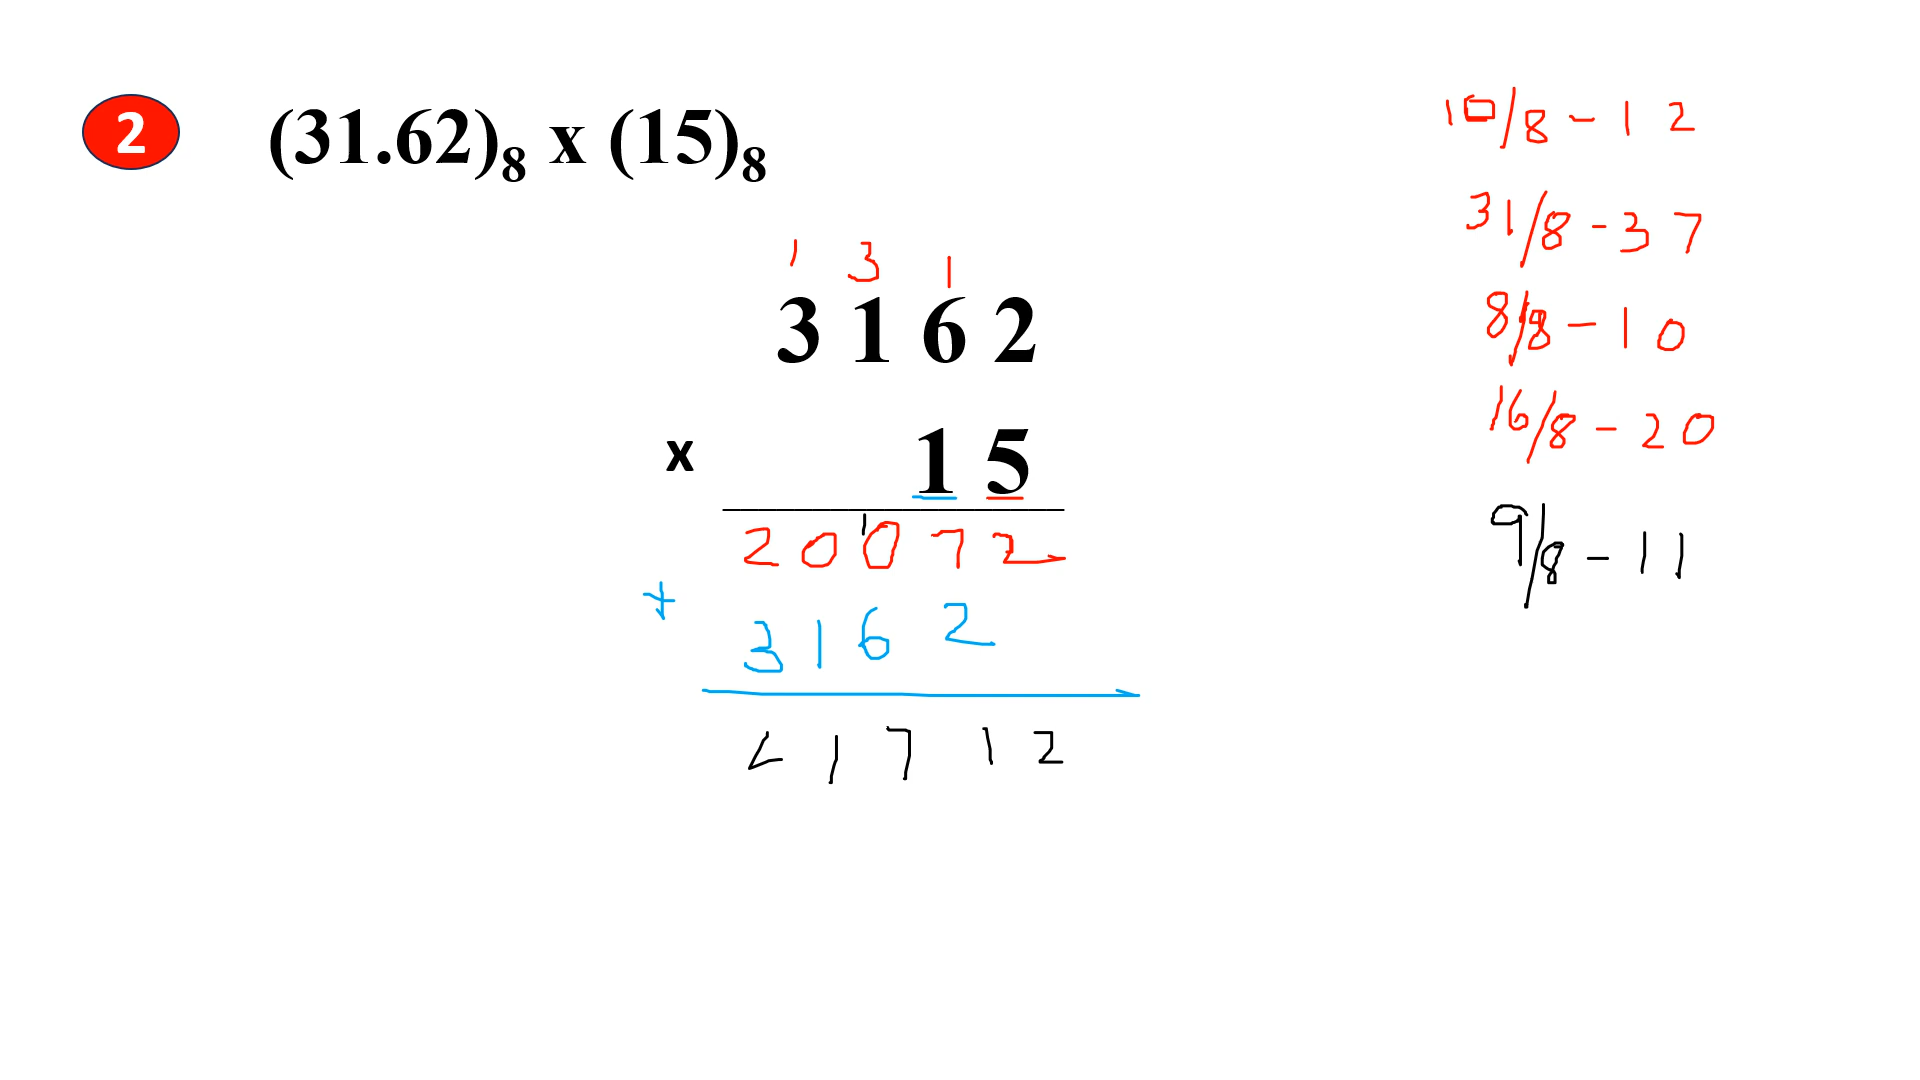 2 (31.62)₈ x (15)₈
10/8 - 1 2
31/8 - 3 7
8/8 - 1 0
16/8 - 2 0
9/8 - 1 1
1 3 1
3 1 6 2
x 1 5
1
2 0 0 7 2
+ 3 1 6 2
1 7 1 2